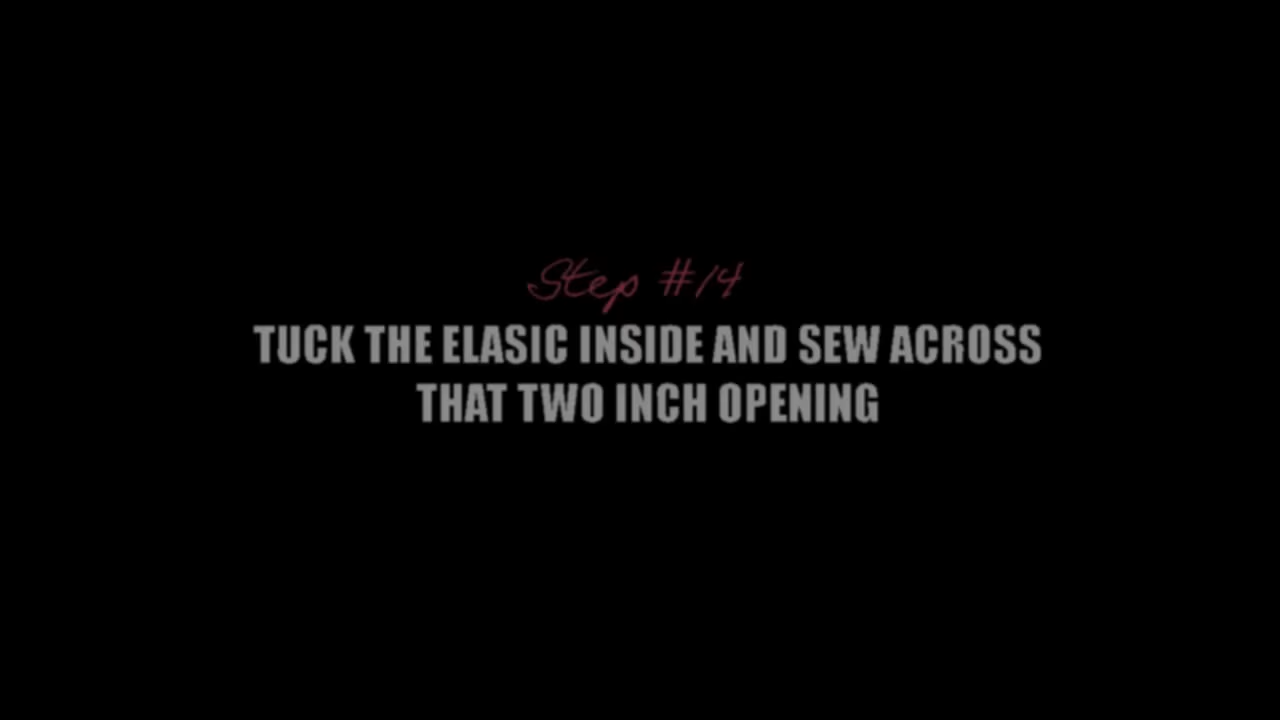 Step #14
TUCK THE ELASIC INSIDE AND SEW ACROSS
THAT TWO INCH OPENING